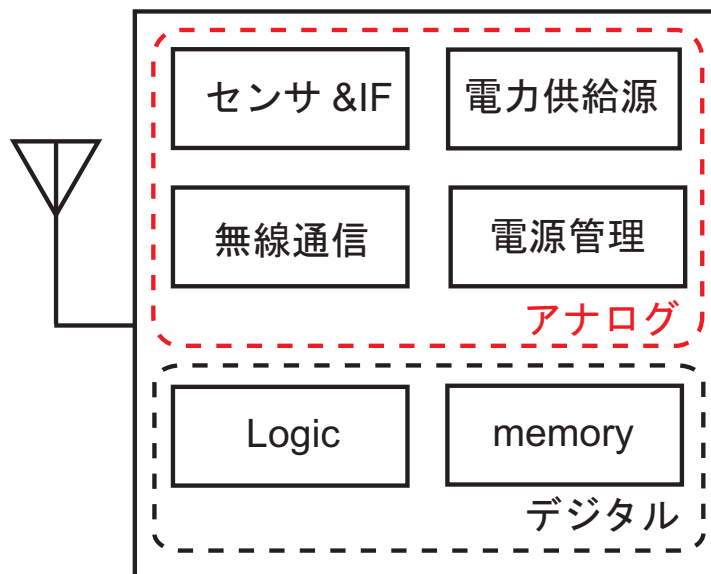 センサ &IF
電力供給源
無線通信
電源管理
アナログ
Logic
memory
デジタル